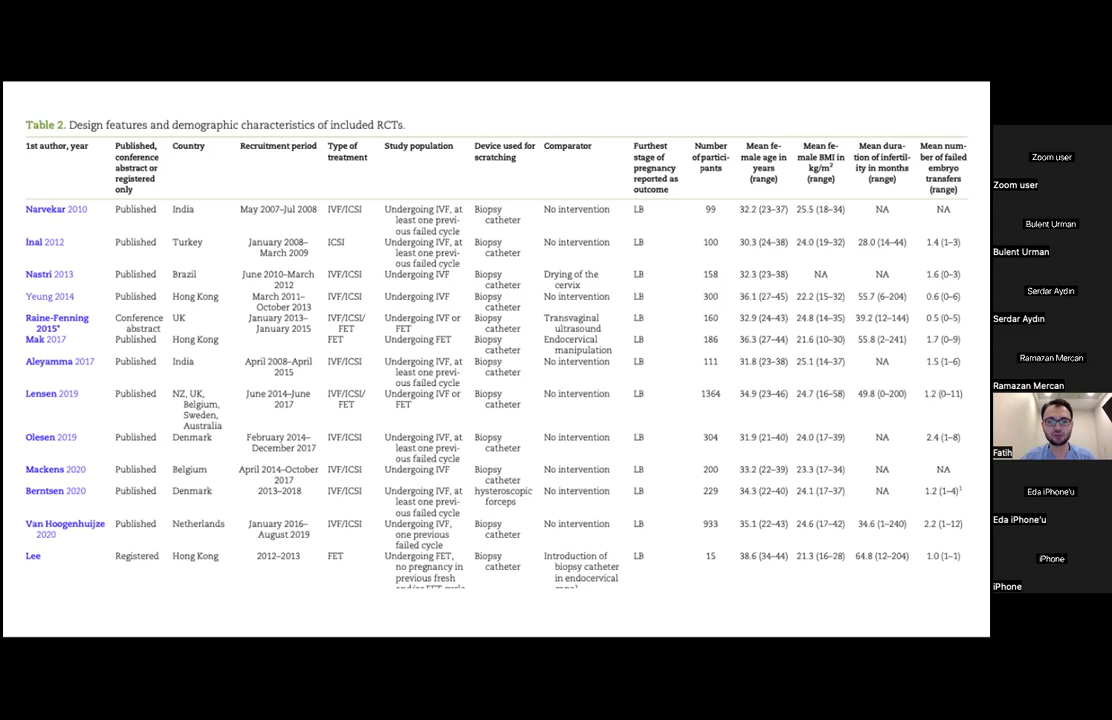 Table 2. Design features and demographic characteristics of included RCTs.
1st author, year Published, conference abstract or registered only Country Recruitment period Type of treatment Study population Device used for scratching Comparator Furthest stage of pregnancy reported as outcome Number of partici-pants Mean fe-male age in years (range) Mean fe-male BMI in kg/m² (range) Mean dura-tion of infertil-ity in months (range) Mean num-ber of failed embryo transfers (range)
Narvekar 2010 Published India May 2007–Jul 2008 IVF/ICSI Undergoing IVF, at least one previ-ous failed cycle Biopsy catheter No intervention LB 99 32.2 (23–37) 25.5 (18–34) NA NA
İnal 2012 Published Turkey January 2008–March 2009 ICSI Undergoing IVF, at least one previ-ous failed cycle Biopsy catheter No intervention LB 100 30.3 (24–38) 24.0 (19–32) 28.0 (14–44) 1.4 (1–3)
Nastri 2013 Published Brazil June 2010–March 2012 IVF/ICSI Undergoing IVF Biopsy catheter Drying of the cervix LB 158 32.3 (23–38) NA NA 1.6 (0–3)
Yeung 2014 Published Hong Kong March 2011–October 2013 IVF/ICSI Undergoing IVF Biopsy catheter No intervention LB 300 36.1 (27–45) 22.2 (15–32) 55.7 (6–204) 0.6 (0–6)
Raine-Fenning 2015* Conference abstract UK January 2013–January 2015 IVF/ICSI/FET Undergoing IVF or FET Biopsy catheter Transvaginal ultrasound LB 160 32.9 (24–43) 24.8 (14–35) 39.2 (12–144) 0.5 (0–5)
Mak 2017 Published Hong Kong FET Undergoing FET Biopsy catheter Endocervical manipulation LB 186 36.3 (27–44) 21.6 (10–30) 55.8 (2–241) 1.7 (0–9)
Aleyamma 2017 Published India April 2008–April 2015 IVF/ICSI Undergoing IVF, at least one previ-ous failed cycle Biopsy catheter No intervention LB 111 31.8 (23–38) 25.1 (14–37) NA 1.5 (1–6)
Lensen 2019 Published NZ, UK, Belgium, Sweden, Australia June 2014–June 2017 IVF/ICSI/FET Undergoing IVF or FET Biopsy catheter No intervention LB 1364 34.9 (23–46) 24.7 (16–58) 49.8 (0–200) 1.2 (0–11)
Olesen 2019 Published Denmark February 2014–December 2017 IVF/ICSI Undergoing IVF, at least one previ-ous failed cycle Biopsy catheter No intervention LB 304 31.9 (21–40) 24.0 (17–39) NA 2.4 (1–8)
Mackens 2020 Published Belgium April 2014–October 2017 IVF/ICSI Undergoing IVF Biopsy catheter No intervention LB 200 33.2 (22–39) 23.3 (17–34) NA NA
Berntsen 2020 Published Denmark 2013–2018 IVF/ICSI Undergoing IVF, at least one previ-ous failed cycle hysteroscopic forceps No intervention LB 229 34.3 (22–40) 24.1 (17–37) NA 1.2 (1–4)¹
Van Hoogenhuijze 2020 Published Netherlands January 2016–August 2019 IVF/ICSI Undergoing IVF, one previous failed cycle Biopsy catheter No intervention LB 933 35.1 (22–43) 24.6 (17–42) 34.6 (1–240) 2.2 (1–12)
Lee Registered Hong Kong 2012–2013 FET Undergoing FET, no pregnancy in previous fresh Biopsy catheter Introduction of biopsy catheter in endocervical LB 15 38.6 (34–44) 21.3 (16–28) 64.8 (12–204) 1.0 (1–1)
Zoom user
Zoom user
Bulent Urman
Bulent Urman
Serdar Aydın
Serdar Aydın
Ramazan Mercan
Ramazan Mercan
Fatih
Eda iPhone'u
Eda iPhone'u
iPhone
iPhone